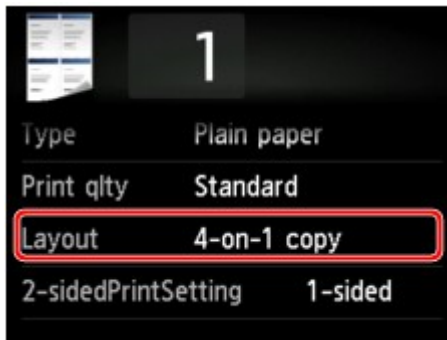 1
Type Plain paper
Print qlty Standard
Layout 4-on-1 copy
2-sidedPrintSetting 1-sided